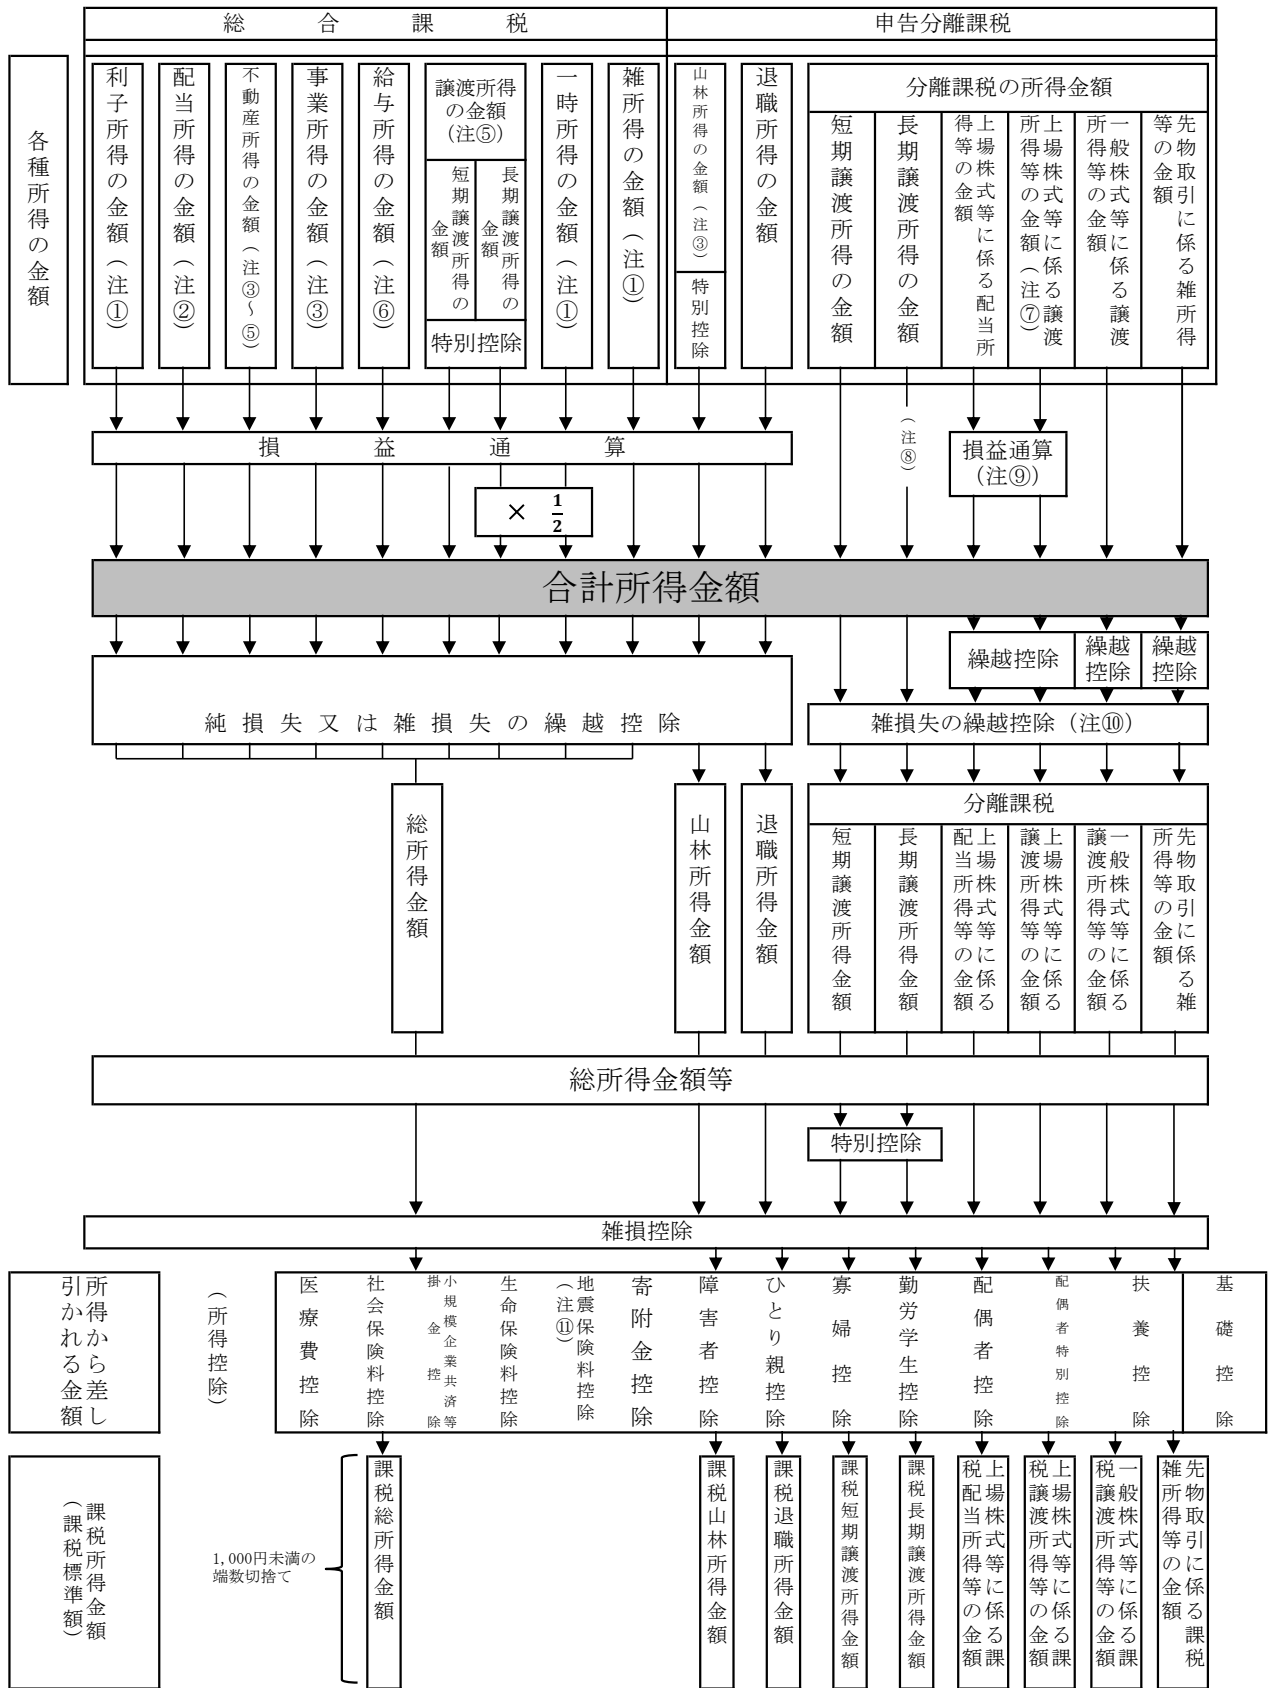 総合課税
申告分離課税
各種所得の金額
利子所得の金額（注①）
配当所得の金額（注②）
不動産所得の金額（注③～⑤）
事業所得の金額（注③）
給与所得の金額（注⑥）
譲渡所得
の金額
（注⑤）
短期譲渡所得の
金額
長期譲渡所得の
金額
特別控除
一時所得の金額（注①）
雑所得の金額（注①）
山林所得の金額（注③）
特別控除
退職所得の金額
分離課税の所得金額
短期譲渡所得の金額
長期譲渡所得の金額
上場株式等に係る配当所
得等の金額
上場株式等に係る譲渡
所得等の金額（注⑦）
一般株式等に係る譲渡
所得等の金額
先物取引に係る雑所得
等の金額
損益通算
（注⑧）
損益通算
（注⑨）
× 1/2
合計所得金額
繰越控除
繰越
控除
繰越
控除
純損失又は雑損失の繰越控除
雑損失の繰越控除（注⑩）
総所得金額
山林所得金額
退職所得金額
分離課税
短期譲渡所得金額
長期譲渡所得金額
上場株式等に係る
配当所得等の金額
上場株式等に係る
譲渡所得等の金額
一般株式等に係る
譲渡所得等の金額
先物取引に係る雑
所得等の金額
総所得金額等
特別控除
雑損控除
所得から差し
引かれる金額
（所得控除）
医療費控除
社会保険料控除
小規模企業共済等
掛金控除
生命保険料控除
地震保険料控除
（注⑪）
寄附金控除
障害者控除
ひとり親控除
寡婦控除
勤労学生控除
配偶者控除
配偶者特別控除
扶養控除
基礎控除
課税所得金額
（課税標準額）
1,000円未満の
端数切捨て
課税総所得金額
課税山林所得金額
課税退職所得金額
課税短期譲渡所得金額
課税長期譲渡所得金額
上場株式等に係る課
税配当所得等の金額
上場株式等に係る課
税譲渡所得等の金額
一般株式等に係る課
税譲渡所得等の金額
先物取引に係る課税
雑所得等の金額